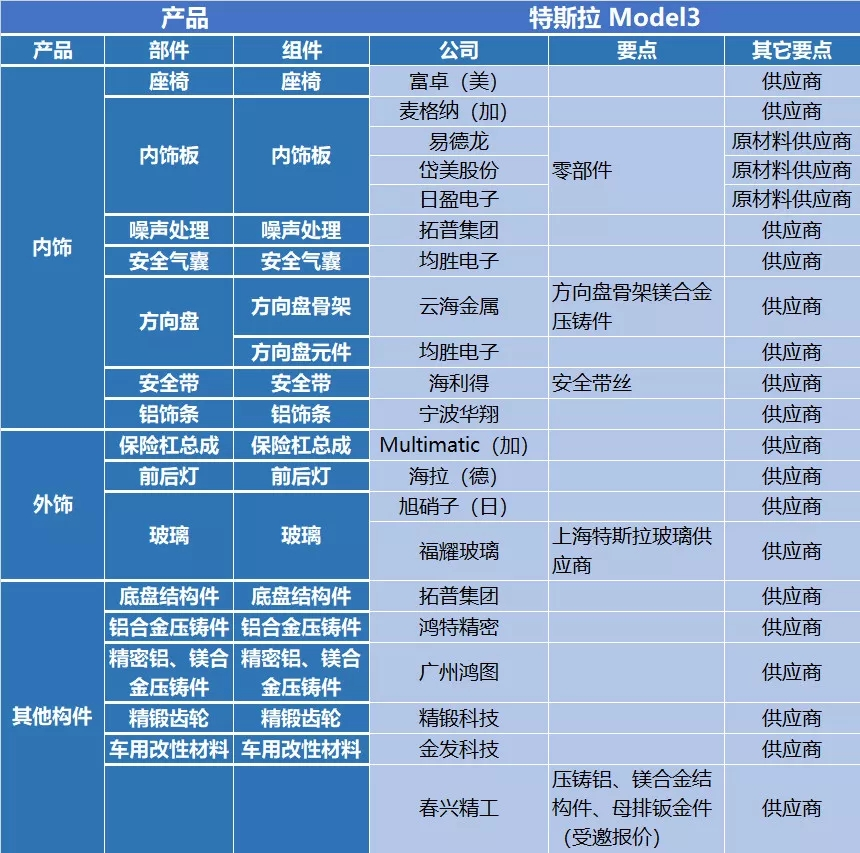 产品 特斯拉 Model3
产品 部件 组件 公司 要点 其它要点
内饰
座椅 座椅 富卓（美） 供应商
内饰板 内饰板
麦格纳（加） 供应商
易德龙 原材料供应商
零部件
岱美股份 原材料供应商
日盈电子 原材料供应商
噪声处理 噪声处理 拓普集团 供应商
安全气囊 安全气囊 均胜电子 供应商
方向盘
方向盘骨架 云海金属
方向盘骨架镁合金
压铸件
供应商
方向盘元件 均胜电子 供应商
安全带 安全带 海利得 安全带丝 供应商
铝饰条 铝饰条 宁波华翔 供应商
外饰
保险杠总成 保险杠总成 Multimatic（加） 供应商
前后灯 前后灯 海拉（德） 供应商
玻璃 玻璃
旭硝子（日） 供应商
福耀玻璃
上海特斯拉玻璃供
应商
供应商
其他构件
底盘结构件 底盘结构件 拓普集团 供应商
铝合金压铸件 铝合金压铸件 鸿特精密 供应商
精密铝、镁合 精密铝、镁合
金压铸件 金压铸件
广州鸿图 供应商
精锻齿轮 精锻齿轮 精锻科技 供应商
车用改性材料 车用改性材料 金发科技 供应商
春兴精工
压铸铝、镁合金结
构件、母排钣金件
（受邀报价）
供应商